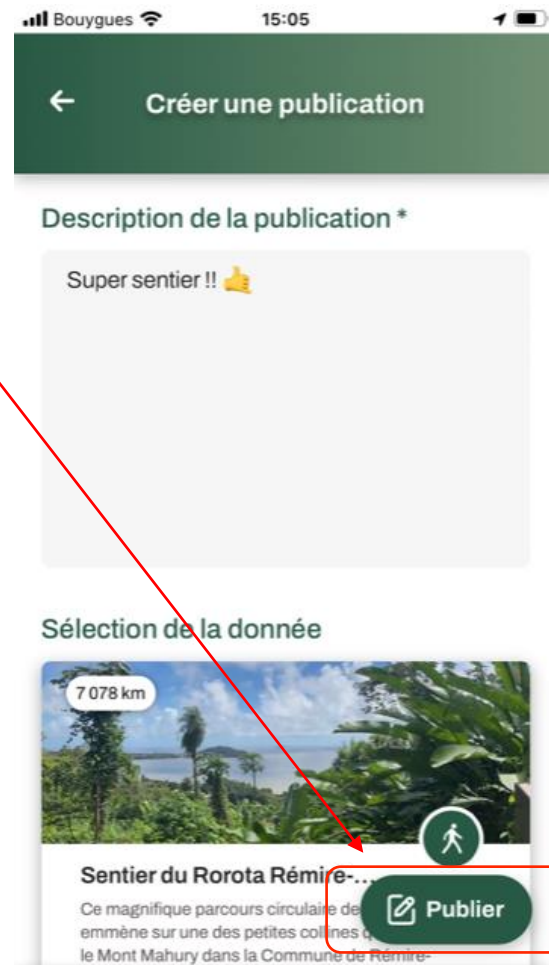 Bouygues 15:05
Créer une publication
Description de la publication *
Super sentier !! 🤙
Sélection de la donnée
7 078 km
Sentier du Rorota Rémire-...
Ce magnifique parcours circulaire de
Publier
emmène sur une des petites collines
le Mont Mahury dans la Commune de Rémire-